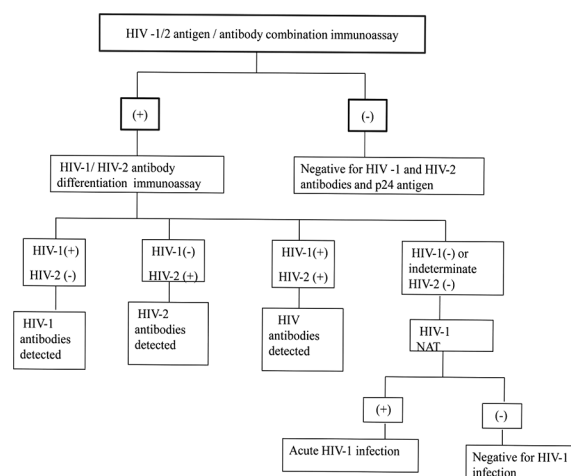 HIV -1/2 antigen / antibody combination immunoassay
(+)
(-)
HIV-1/ HIV-2 antibody
differentiation immunoassay
Negative for HIV -1 and HIV-2
antibodies and p24 antigen
HIV-1(+)
HIV-2 (-)
HIV-1(-)
HIV-2 (+)
HIV-1(+)
HIV-2 (+)
HIV-1(-) or
indeterminate
HIV-2 (-)
HIV-1
antibodies
detected
HIV-2
antibodies
detected
HIV
antibodies
detected
HIV-1
NAT
(+)
(-)
Acute HIV-1 infection
Negative for HIV-1
infection